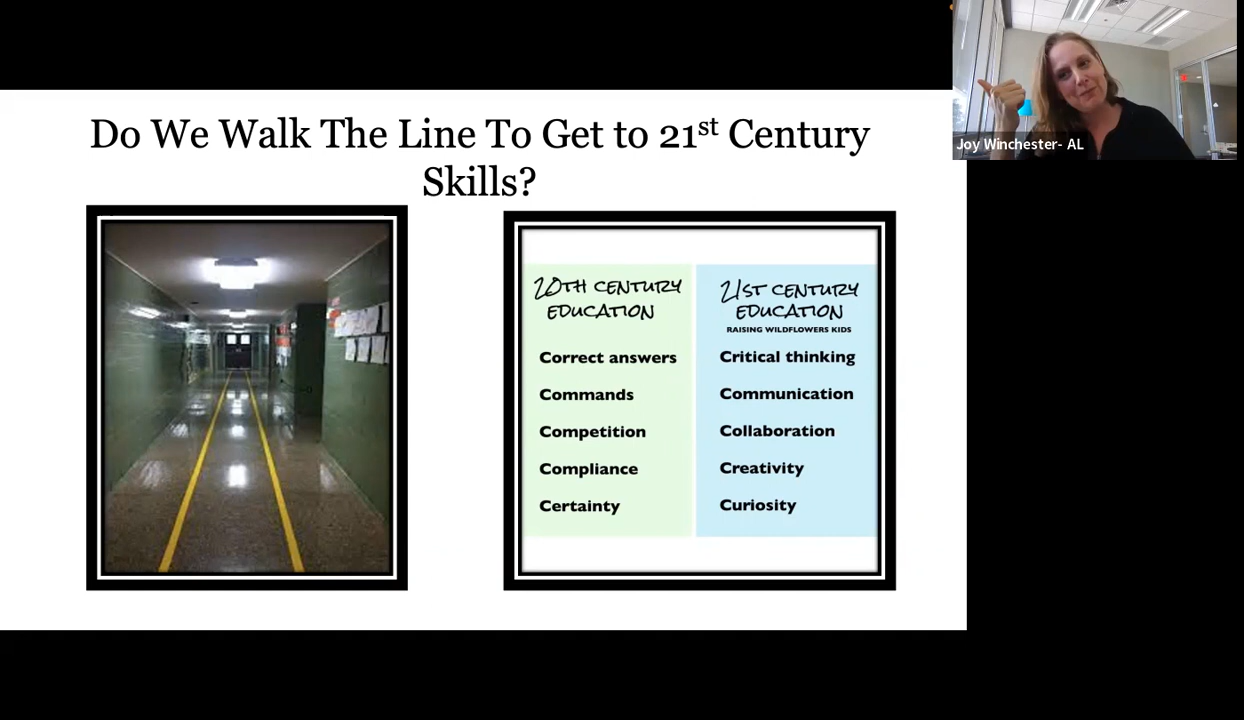 Do We Walk The Line To Get to 21st Century
Skills?
20TH CENTURY
EDUCATION
Correct answers
Commands
Competition
Compliance
Certainty
21ST CENTURY
EDUCATION
RAISING WILDFLOWERS KIDS
Critical thinking
Communication
Collaboration
Creativity
Curiosity
Joy Winchester- AL